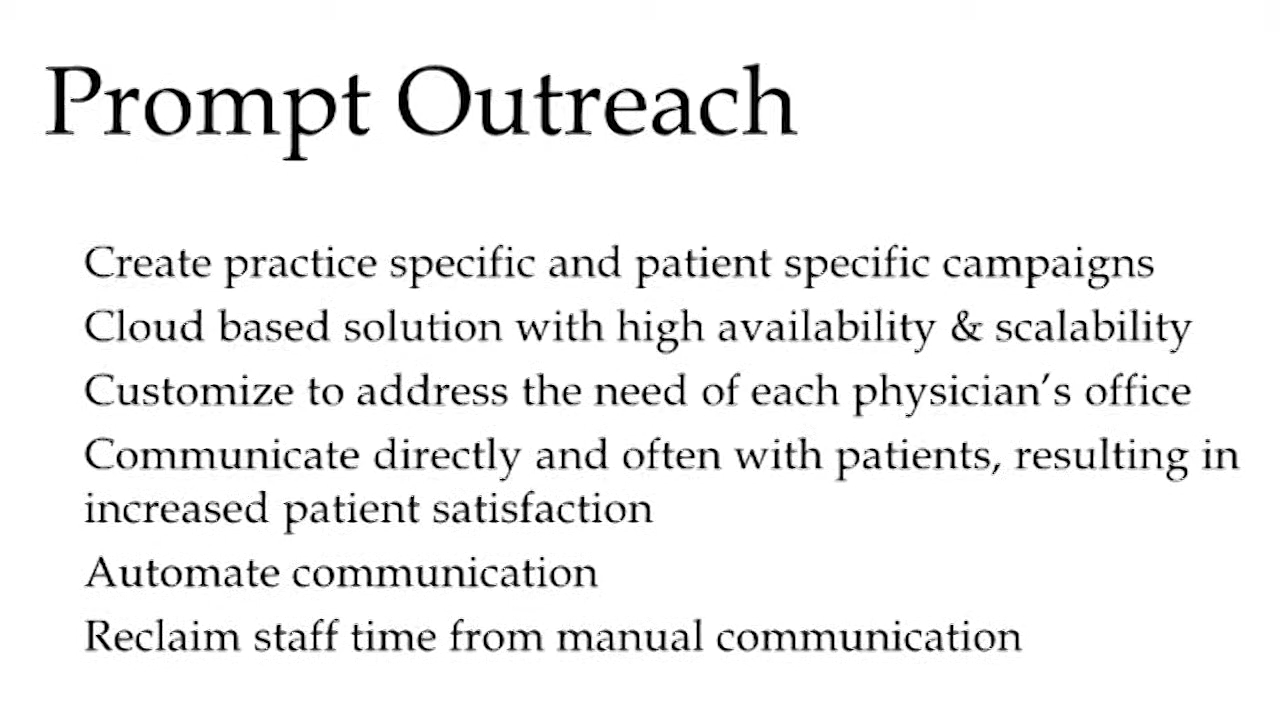 Prompt Outreach
Create practice specific and patient specific campaigns
Cloud based solution with high availability & scalability
Customize to address the need of each physician’s office
Communicate directly and often with patients, resulting in
increased patient satisfaction
Automate communication
Reclaim staff time from manual communication